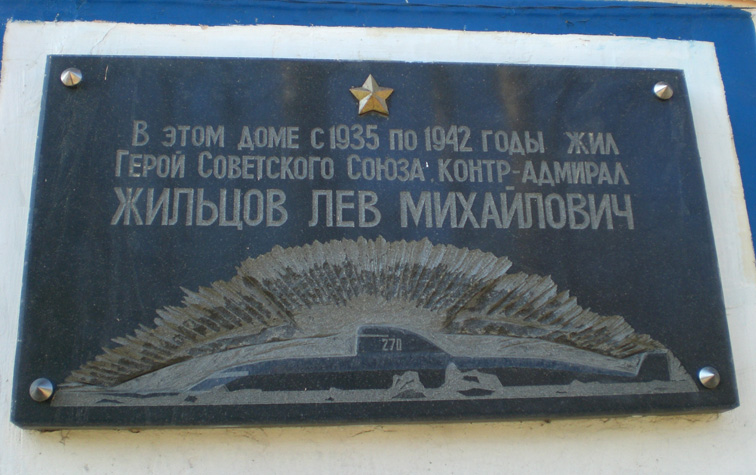 В ЭТОМ ДОМЕ С 1935 ПО 1942 ГОДЫ ЖИЛ
ГЕРОЙ СОВЕТСКОГО СОЮЗА КОНТР-АДМИРАЛ
ЖИЛЬЦОВ ЛЕВ МИХАЙЛОВИЧ
270